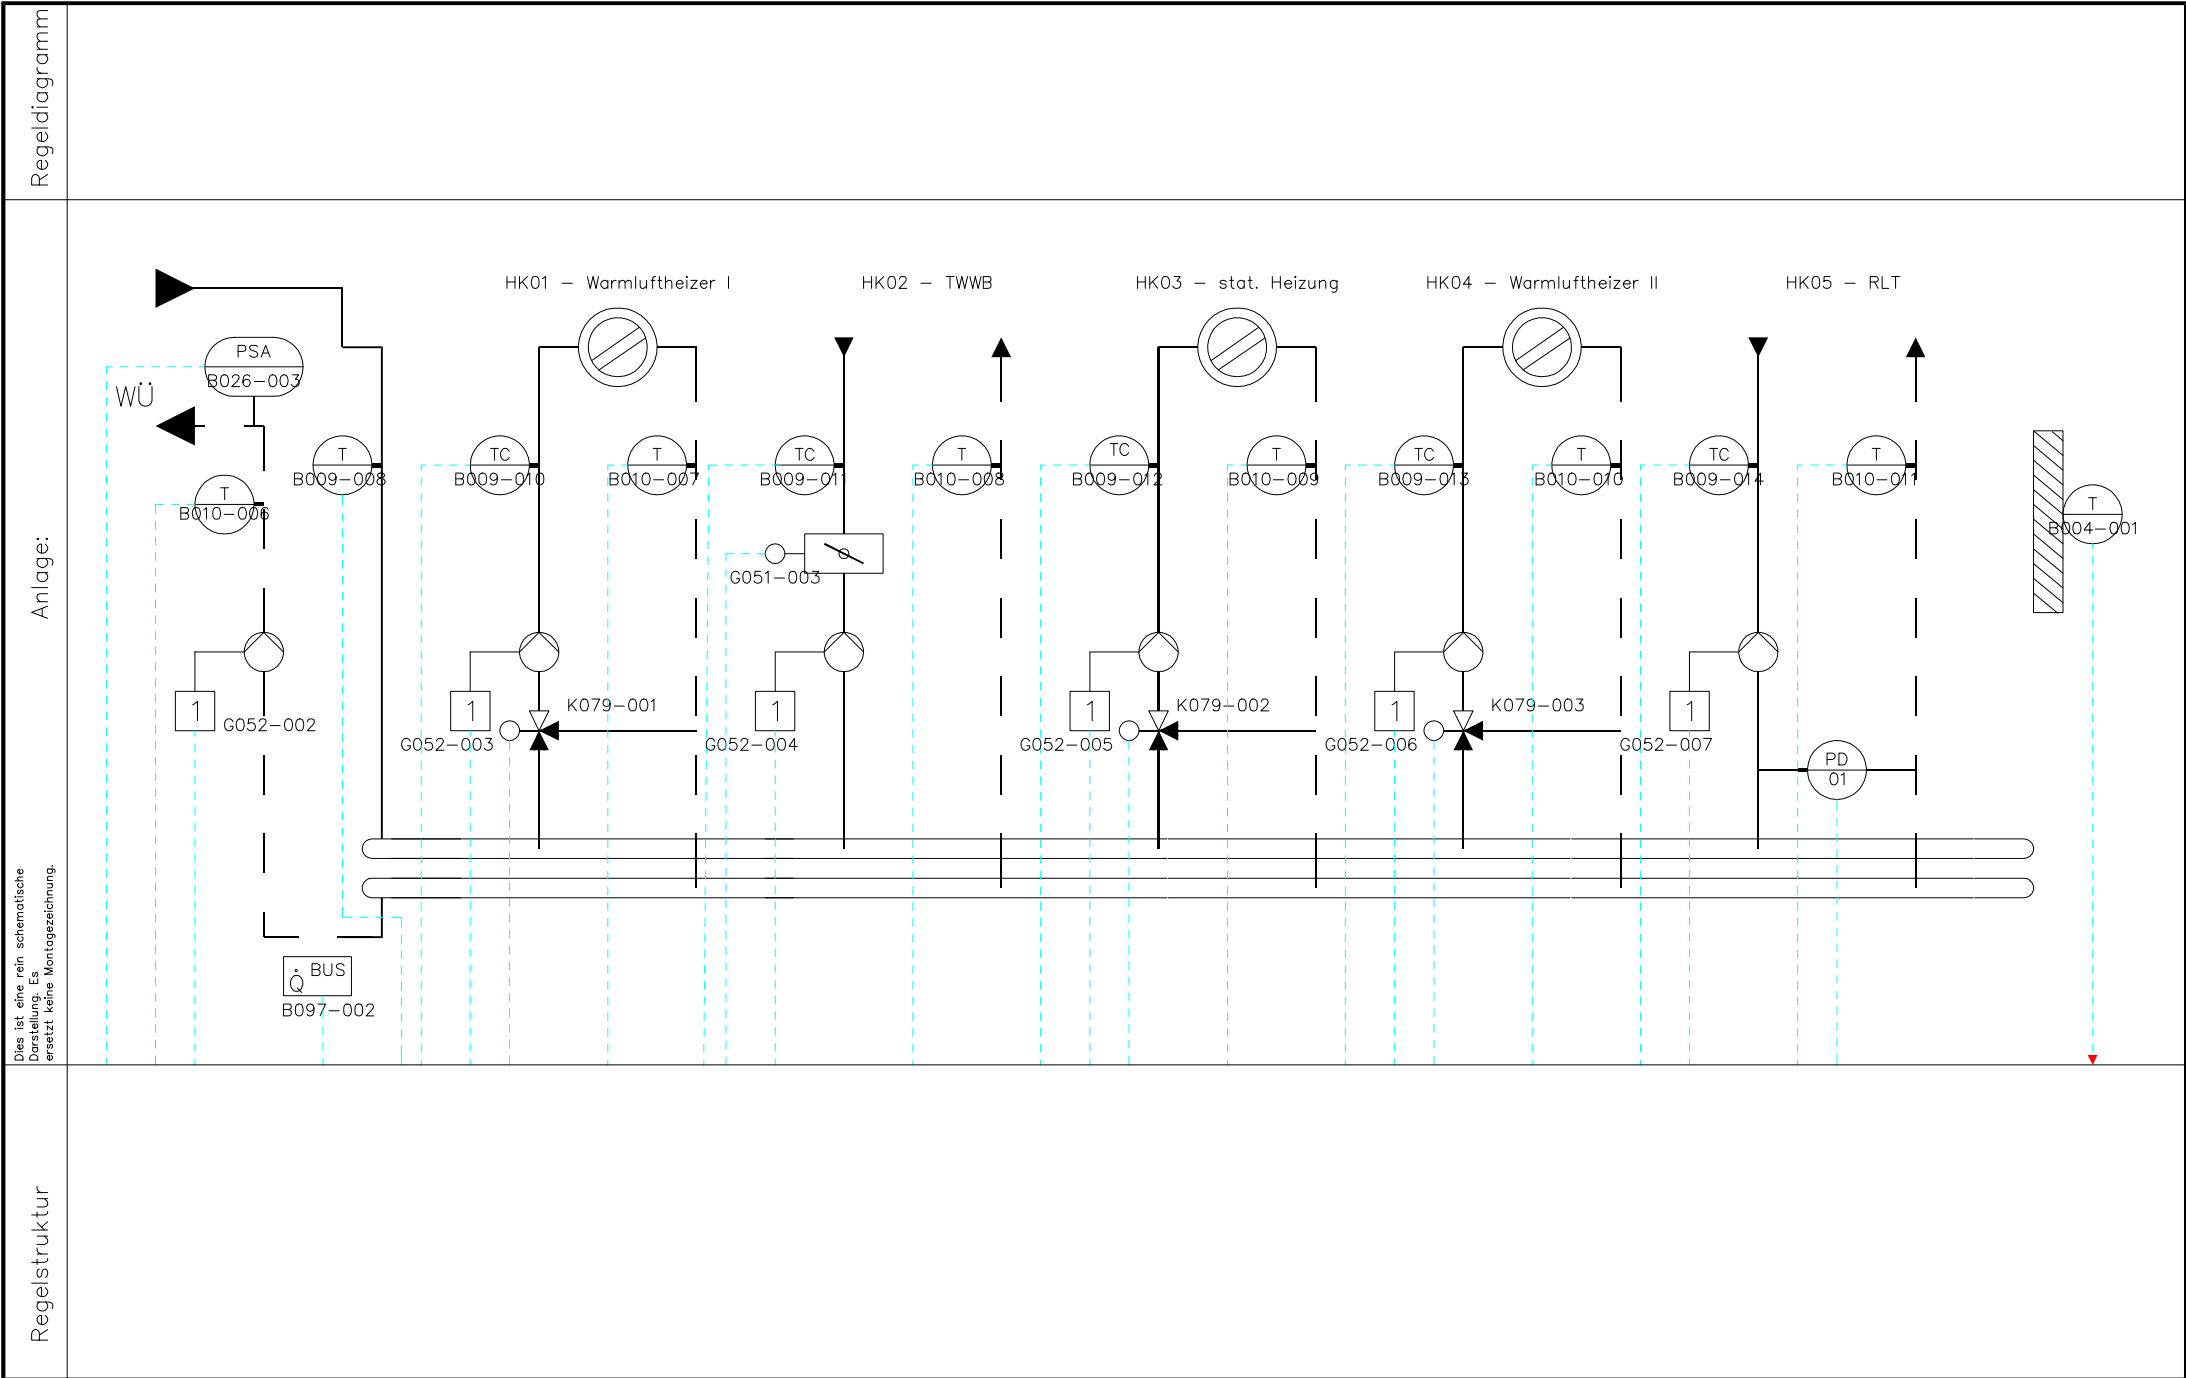 Regeldiagramm
HK01 - Warmluftheizer I
HK02 - TWWB
HK03 - stat. Heizung
HK04 - Warmluftheizer II
HK05 - RLT
PSA
B026-003
WÜ
T
B009-008
TC
B009-010
T
B010-007
TC
B009-011
T
B010-008
TC
B009-012
T
B010-009
TC
B009-013
T
B010-010
TC
B009-014
T
B010-011
T
B010-006
T
B004-001
Anlage:
G051-003
1
G052-002
1
G052-003
K079-001
1
G052-004
1
G052-005
K079-002
1
G052-006
K079-003
1
G052-007
PD
01
Q̇ BUS
B097-002
Dies ist eine rein schematische
Darstellung. Es
ersetzt keine Montagezeichnung.
Regelstruktur